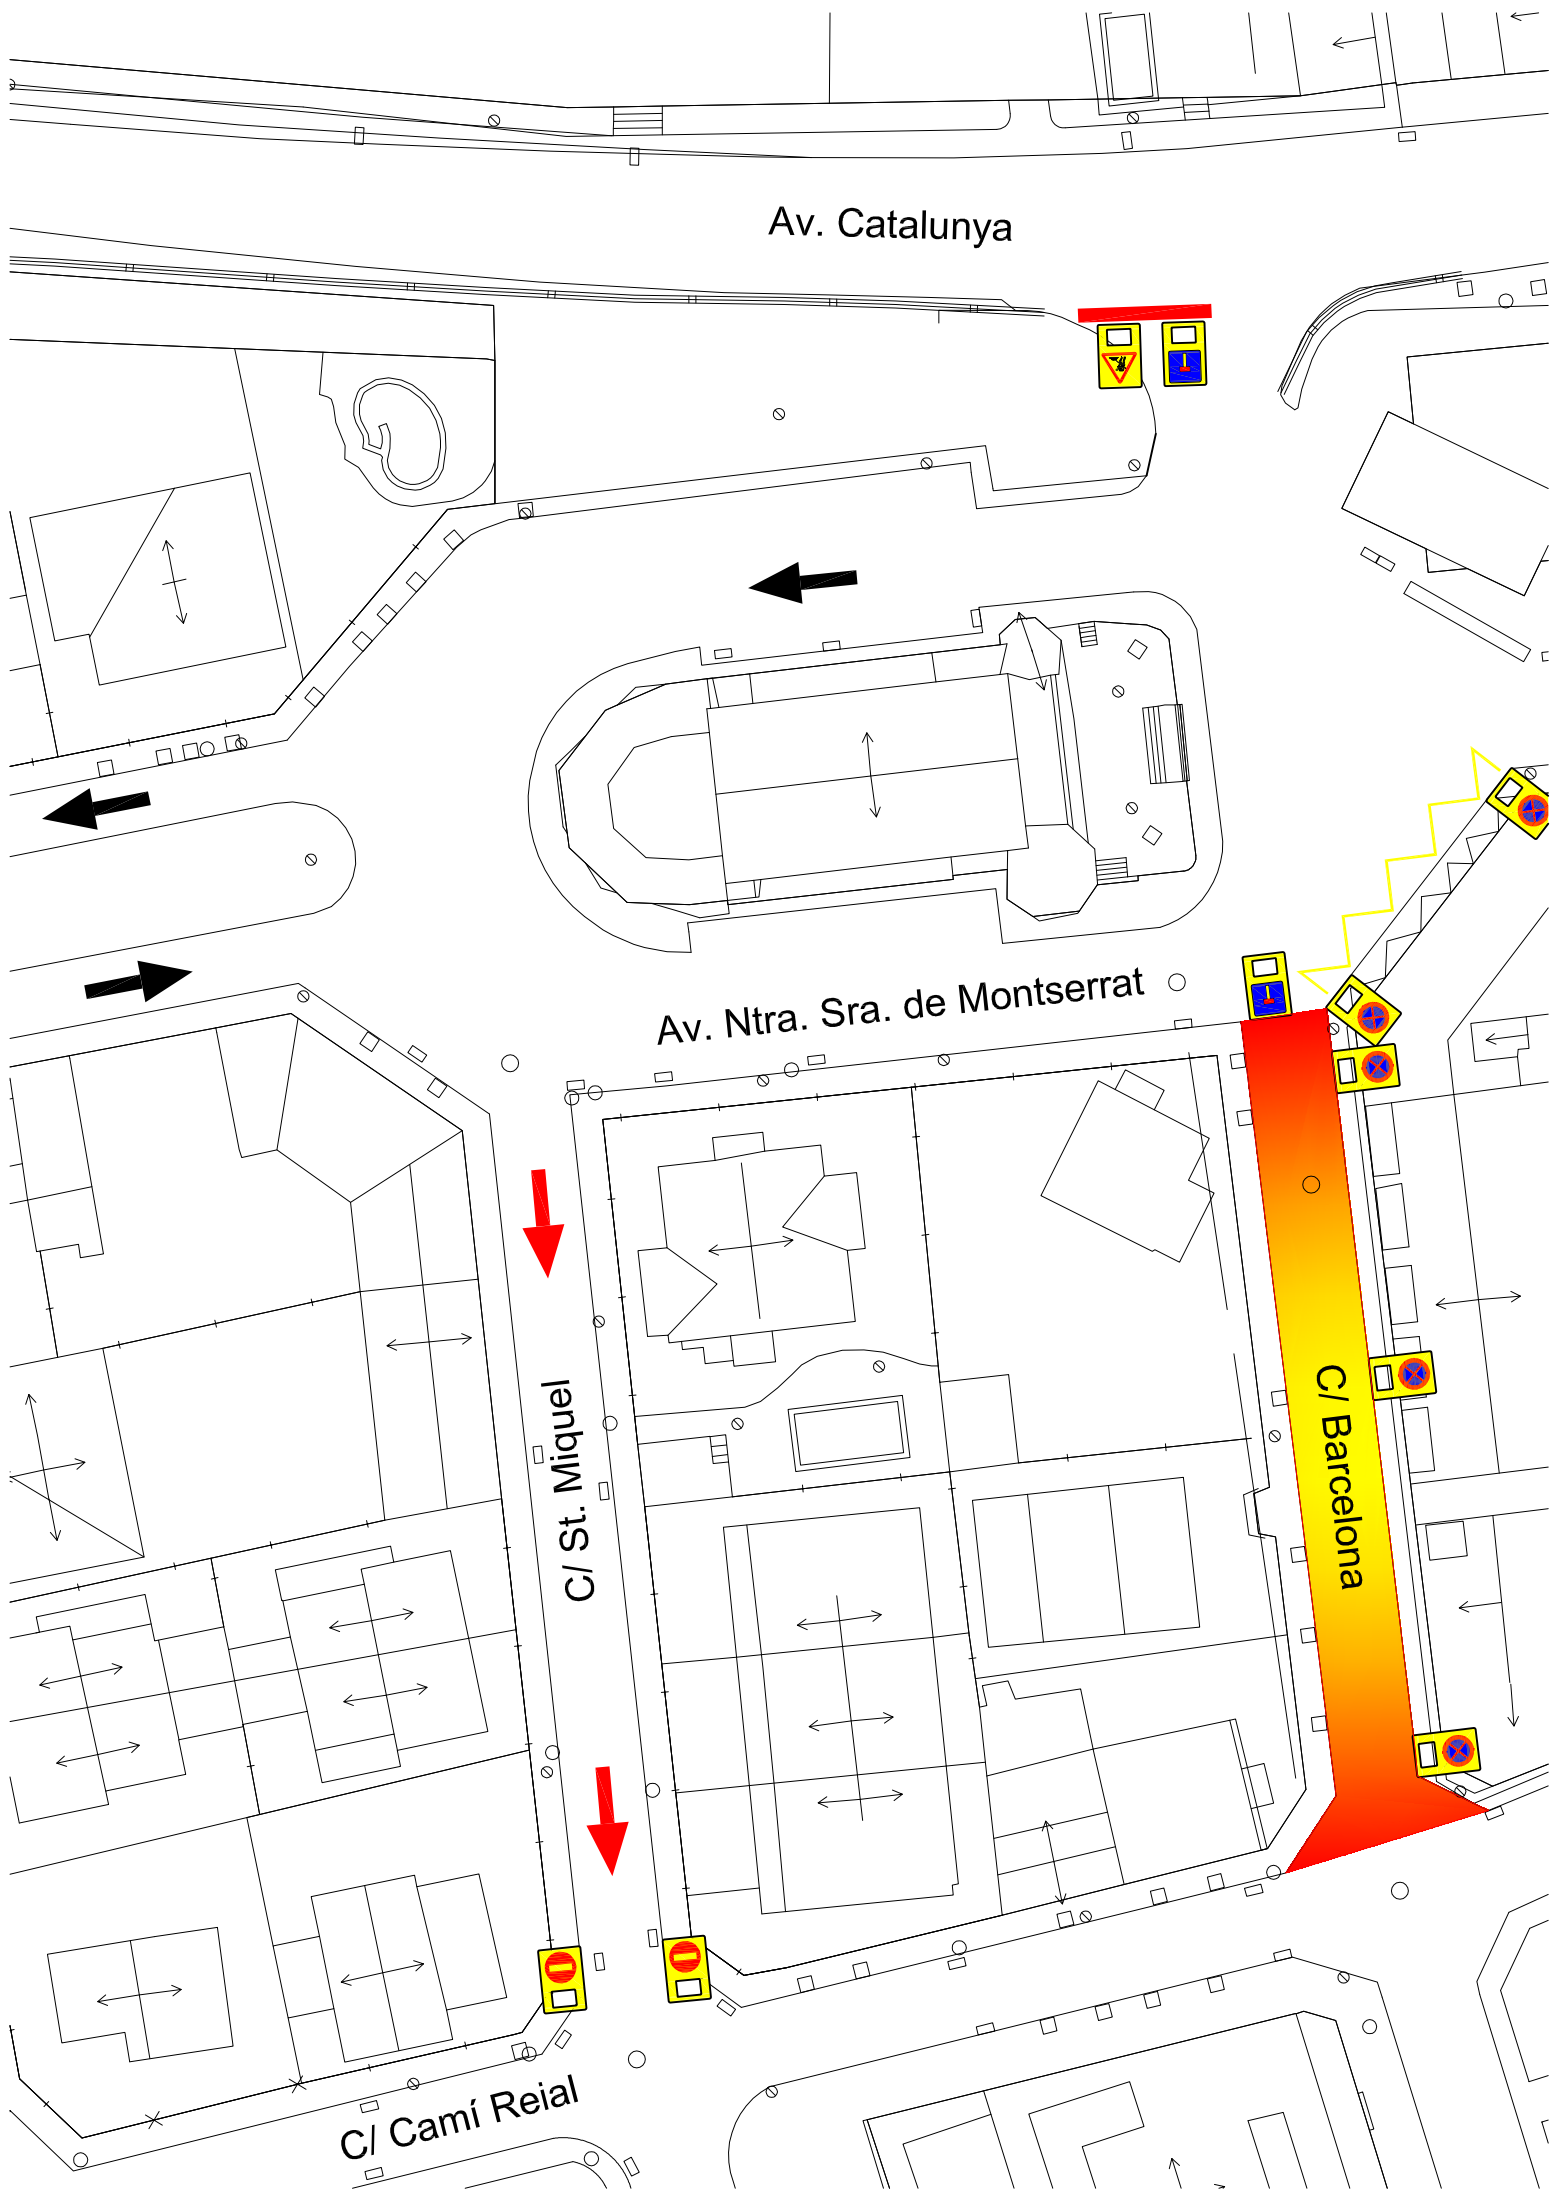 Av. Catalunya
Av. Ntra. Sra. de Montserrat
C/ St. Miquel
C/ Barcelona
C/ Camí Reial